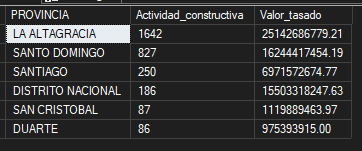 PROVINCIA Actividad_constructiva Valor_tasado
LA ALTAGRACIA 1642 25142686779.21
SANTO DOMINGO 827 16244417454.19
SANTIAGO 250 6971572674.77
DISTRITO NACIONAL 186 15503318247.63
SAN CRISTOBAL 87 1119889463.97
DUARTE 86 975393915.00